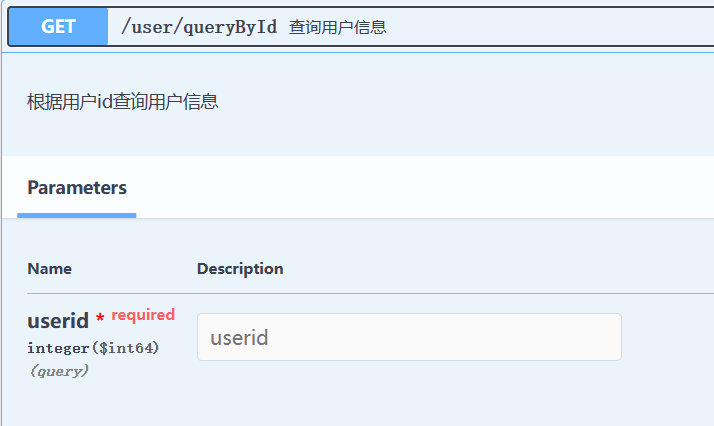 GET /user/queryById 查询用户信息
根据用户id查询用户信息
Parameters
Name Description
userid * required
integer($int64)
(query)
userid